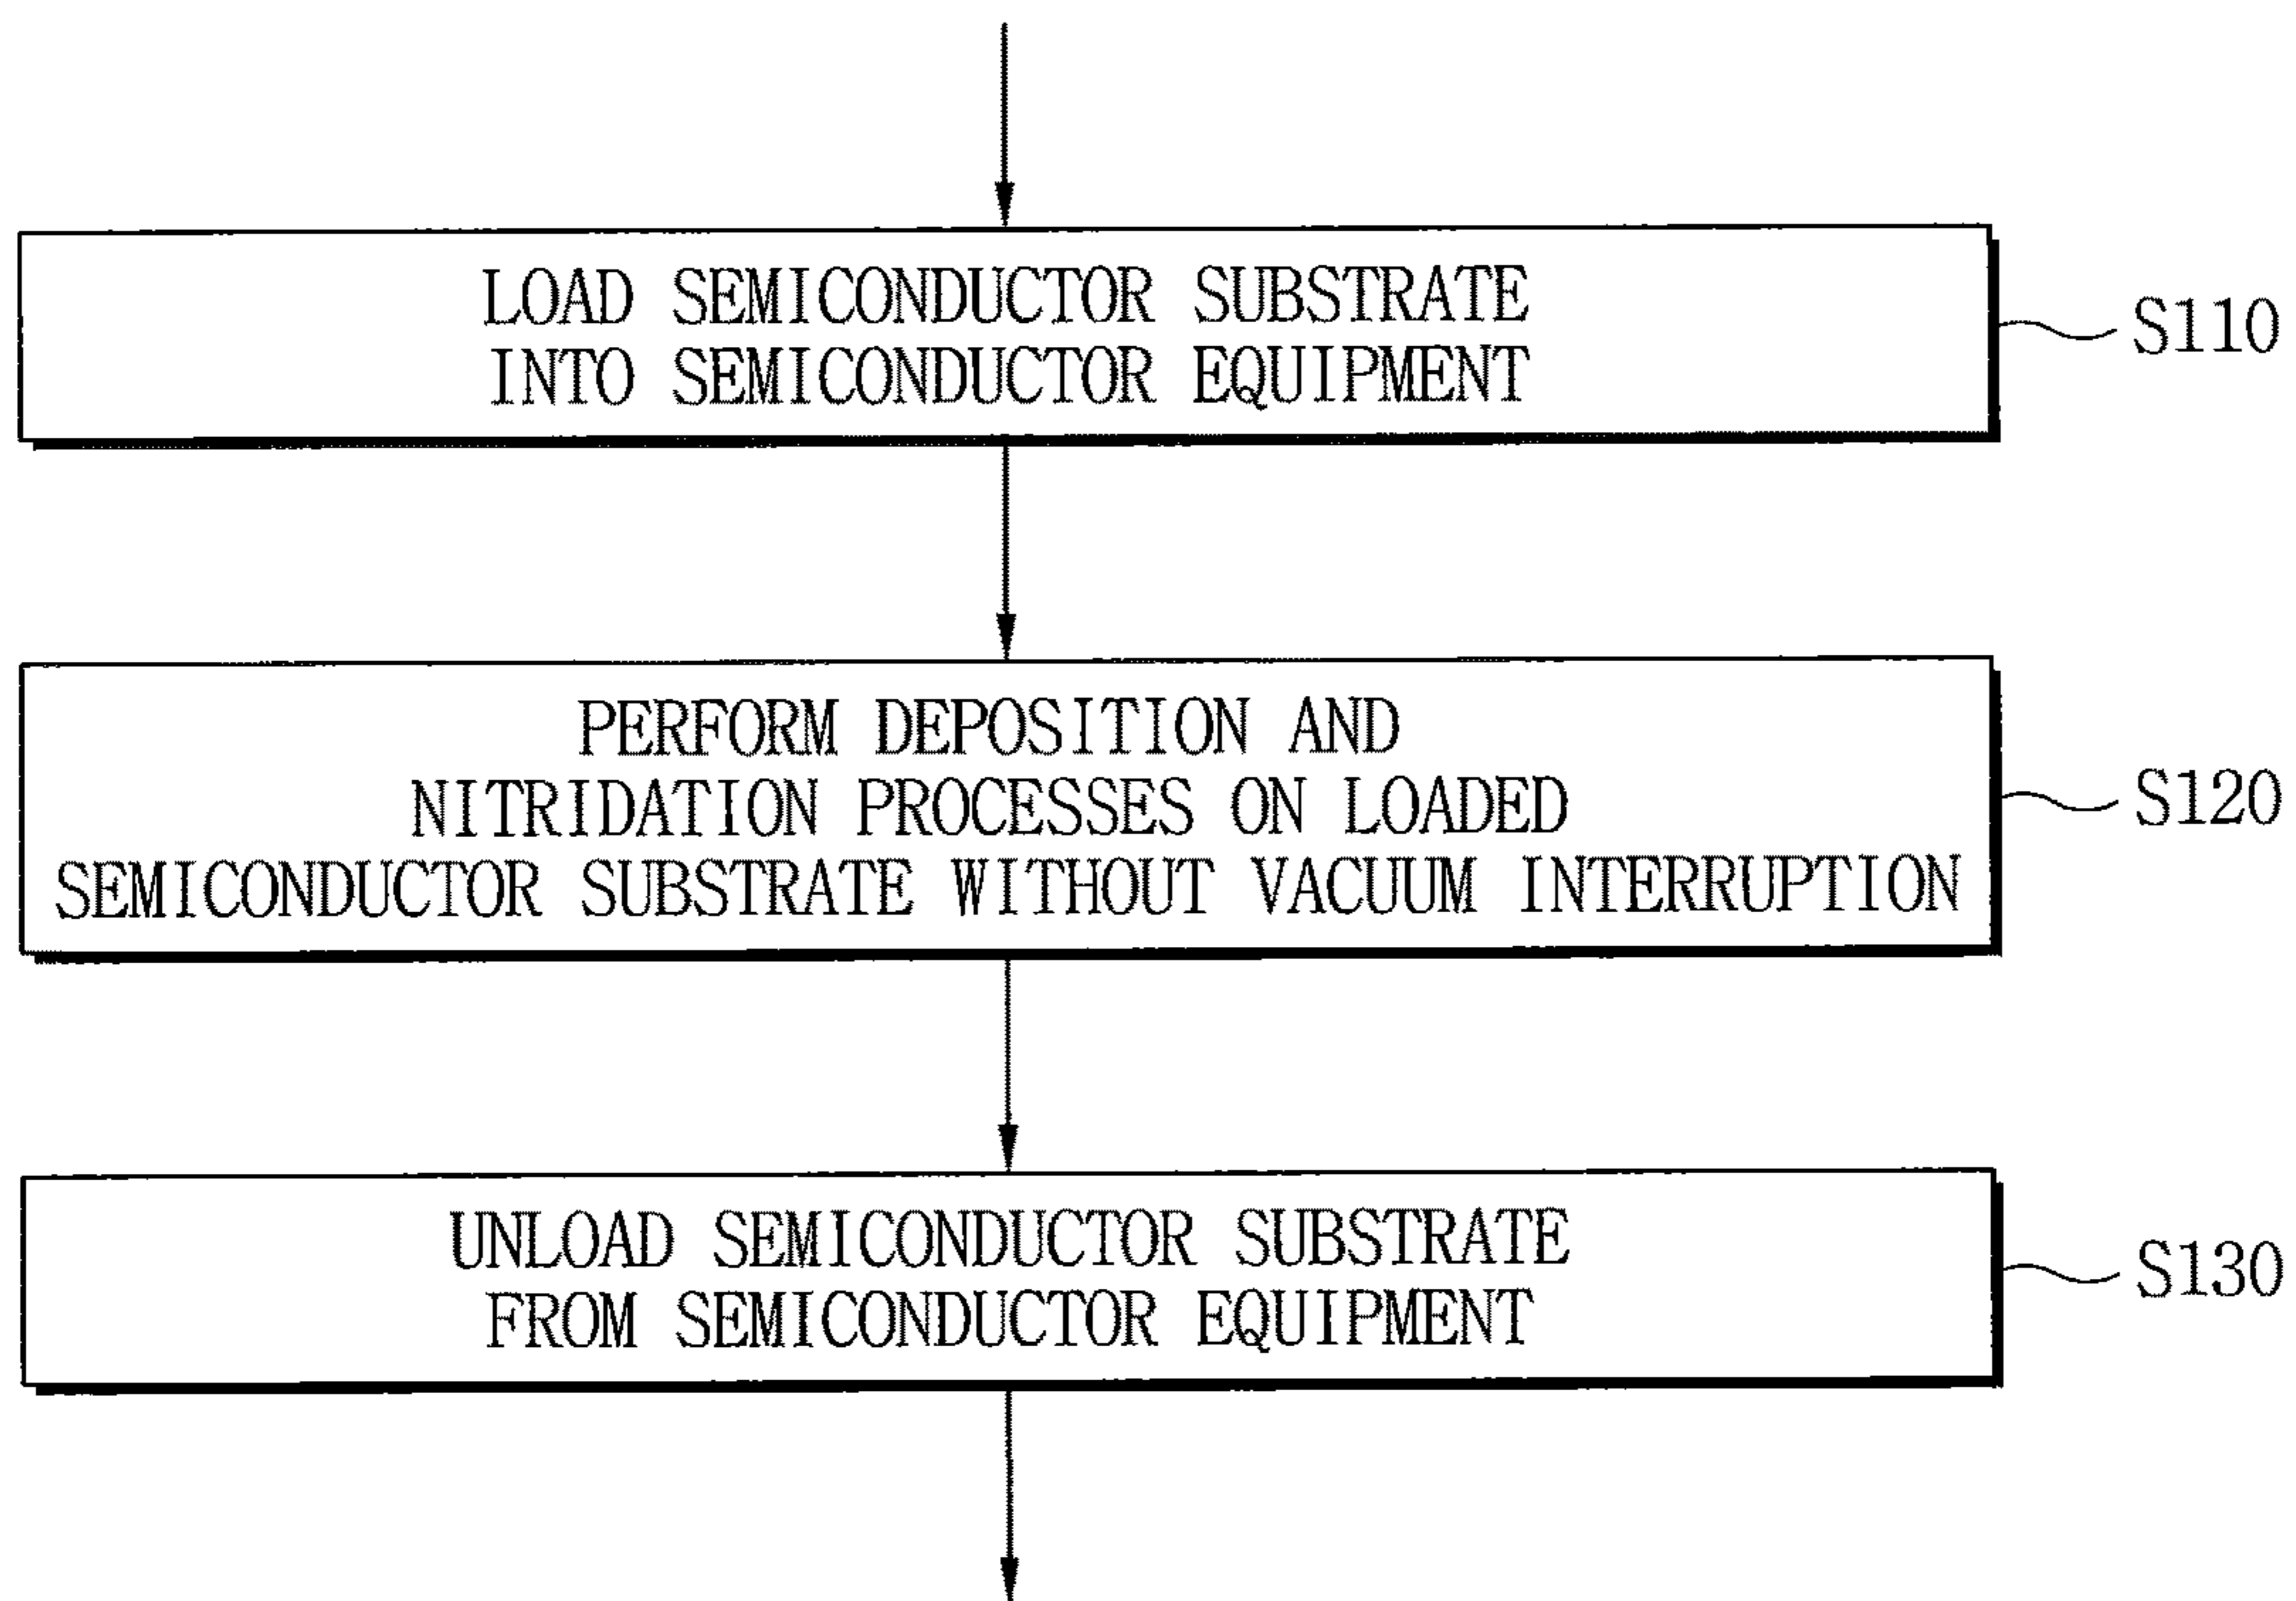 LOAD SEMICONDUCTOR SUBSTRATE
INTO SEMICONDUCTOR EQUIPMENT
S110
PERFORM DEPOSITION AND
NITRIDATION PROCESSES ON LOADED
SEMICONDUCTOR SUBSTRATE WITHOUT VACUUM INTERRUPTION
S120
UNLOAD SEMICONDUCTOR SUBSTRATE
FROM SEMICONDUCTOR EQUIPMENT
S130